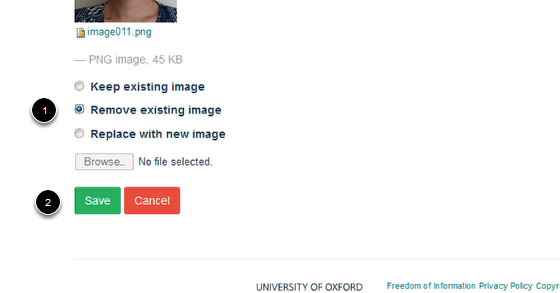 image011.png
— PNG image, 45 KB
Keep existing image
1
Remove existing image
Replace with new image
Browse... No file selected.
2
Save Cancel
UNIVERSITY OF OXFORD Freedom of Information Privacy Policy Copyri